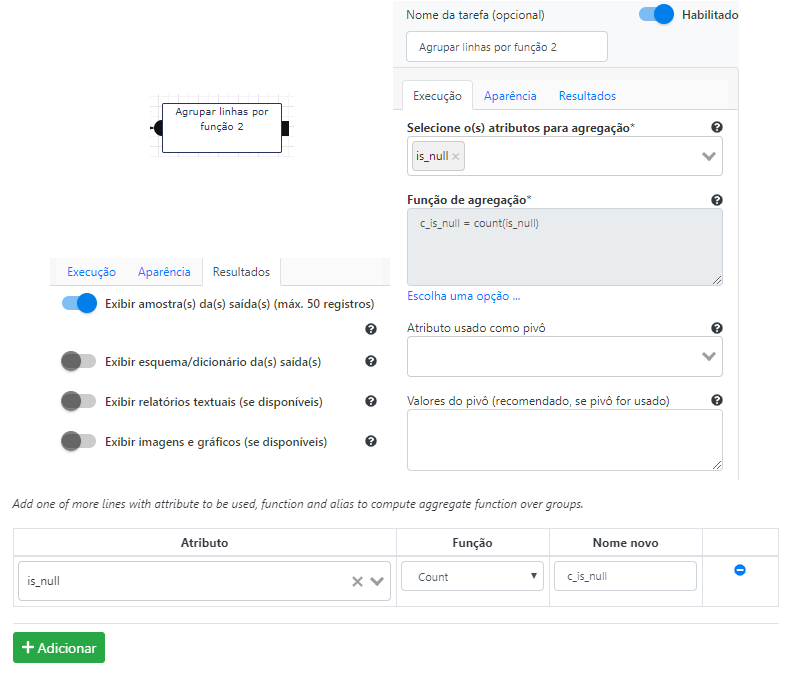 Nome da tarefa (opcional)
Habilitado
Agrupar linhas por função 2
Agrupar linhas por
função 2
Execução
Aparência
Resultados
Selecione o(s) atributos para agregação*
is_null ×
Função de agregação*
c_is_null = count(is_null)
Escolha uma opção ...
Atributo usado como pivô
Valores do pivô (recomendado, se pivô for usado)
Execução
Aparência
Resultados
Exibir amostra(s) da(s) saída(s) (máx. 50 registros)
Exibir esquema/dicionário da(s) saída(s)
Exibir relatórios textuais (se disponíveis)
Exibir imagens e gráficos (se disponíveis)
Add one of more lines with attribute to be used, function and alias to compute aggregate function over groups.
Atributo
Função
Nome novo
is_null
Count
c_is_null
+ Adicionar